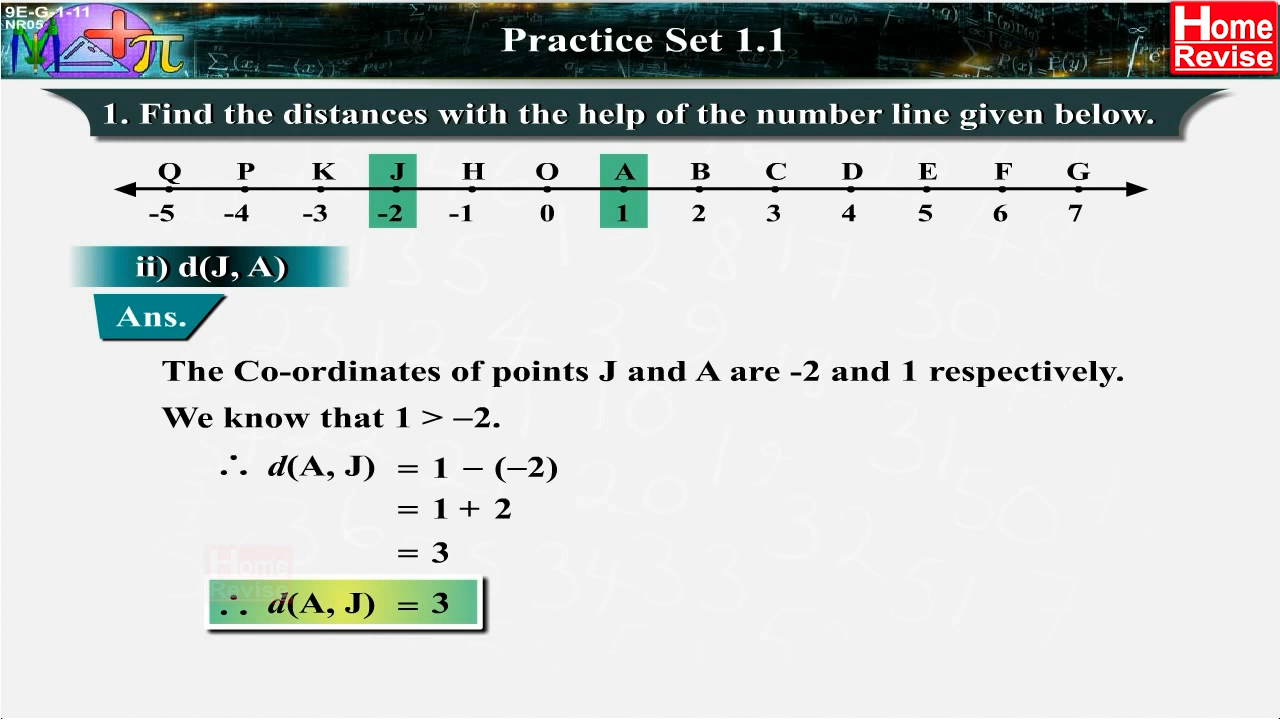 9E-G-1-11
NR05
Practice Set 1.1
Home
Revise
1. Find the distances with the help of the number line given below.
Q P K J H O A B C D E F G
-5 -4 -3 -2 -1 0 1 2 3 4 5 6 7
ii) d(J, A)
Ans.
The Co-ordinates of points J and A are -2 and 1 respectively.
We know that 1 > –2.
∴ d(A, J) = 1 – (–2)
= 1 + 2
= 3
Home
Revise
∴ d(A, J) = 3